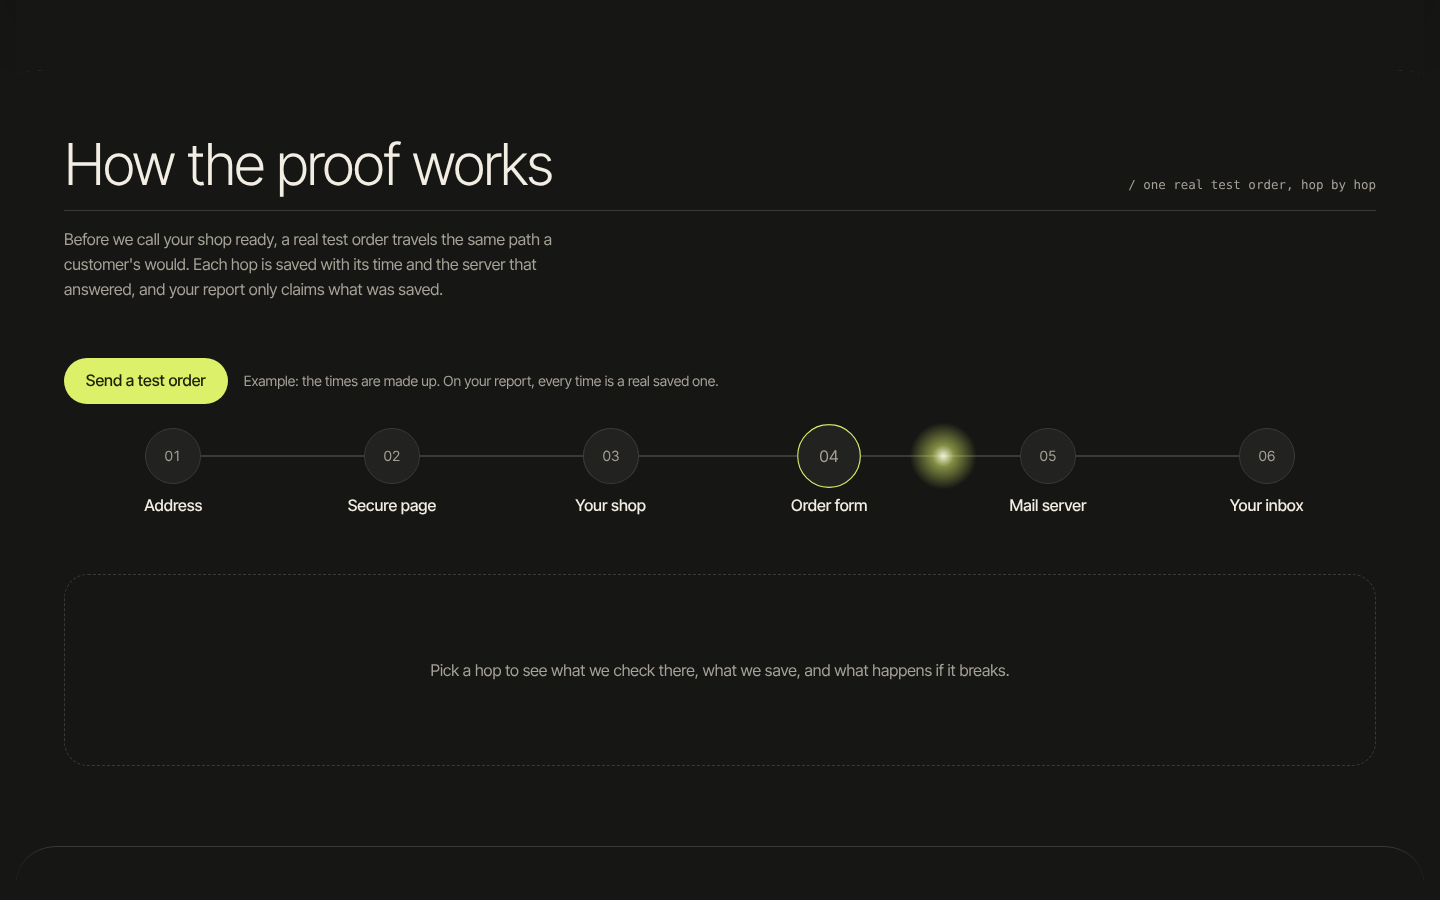 How the proof works
/ one real test order, hop by hop
Before we call your shop ready, a real test order travels the same path a
customer's would. Each hop is saved with its time and the server that
answered, and your report only claims what was saved.
Send a test order
Example: the times are made up. On your report, every time is a real saved one.
01
02
03
04
05
06
Address
Secure page
Your shop
Order form
Mail server
Your inbox
Pick a hop to see what we check there, what we save, and what happens if it breaks.